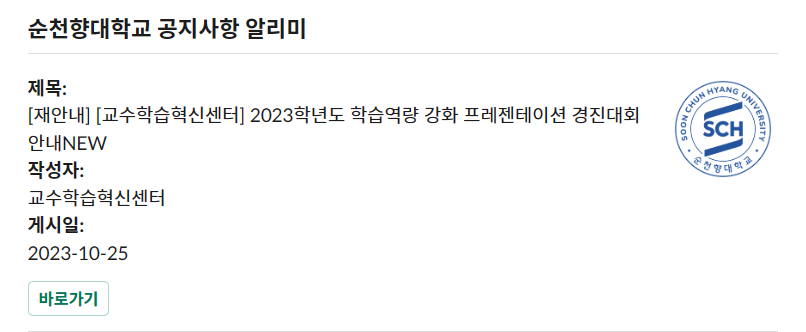 순천향대학교 공지사항 알리미
제목:
[재안내] [교수학습혁신센터] 2023학년도 학습역량 강화 프레젠테이션 경진대회
안내NEW
작성자:
교수학습혁신센터
게시일:
2023-10-25
바로가기
SOON CHUN HYANG UNIVERSITY
SCH
순천향대학교